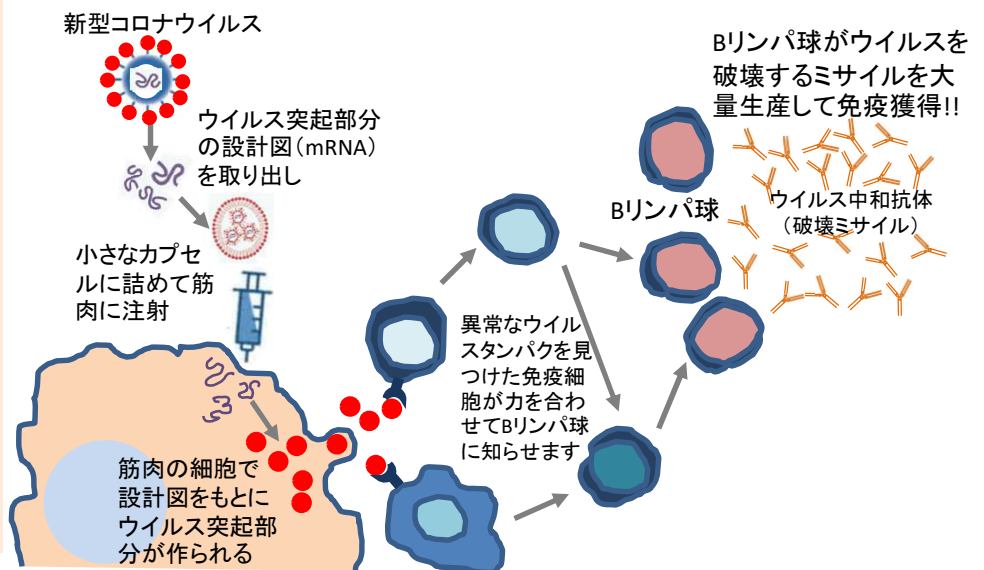 新型コロナウイルス
ウイルス突起部分
の設計図（mRNA）
を取り出し
小さなカプセ
ルに詰めて筋
肉に注射
筋肉の細胞で
設計図をもとに
ウイルス突起部
分が作られる
異常なウイル
スタンパクを見
つけた免疫細
胞が力を合わ
せてBリンパ球
に知らせます
Bリンパ球
Bリンパ球がウイルスを
破壊するミサイルを大
量生産して免疫獲得!!
ウイルス中和抗体
（破壊ミサイル）